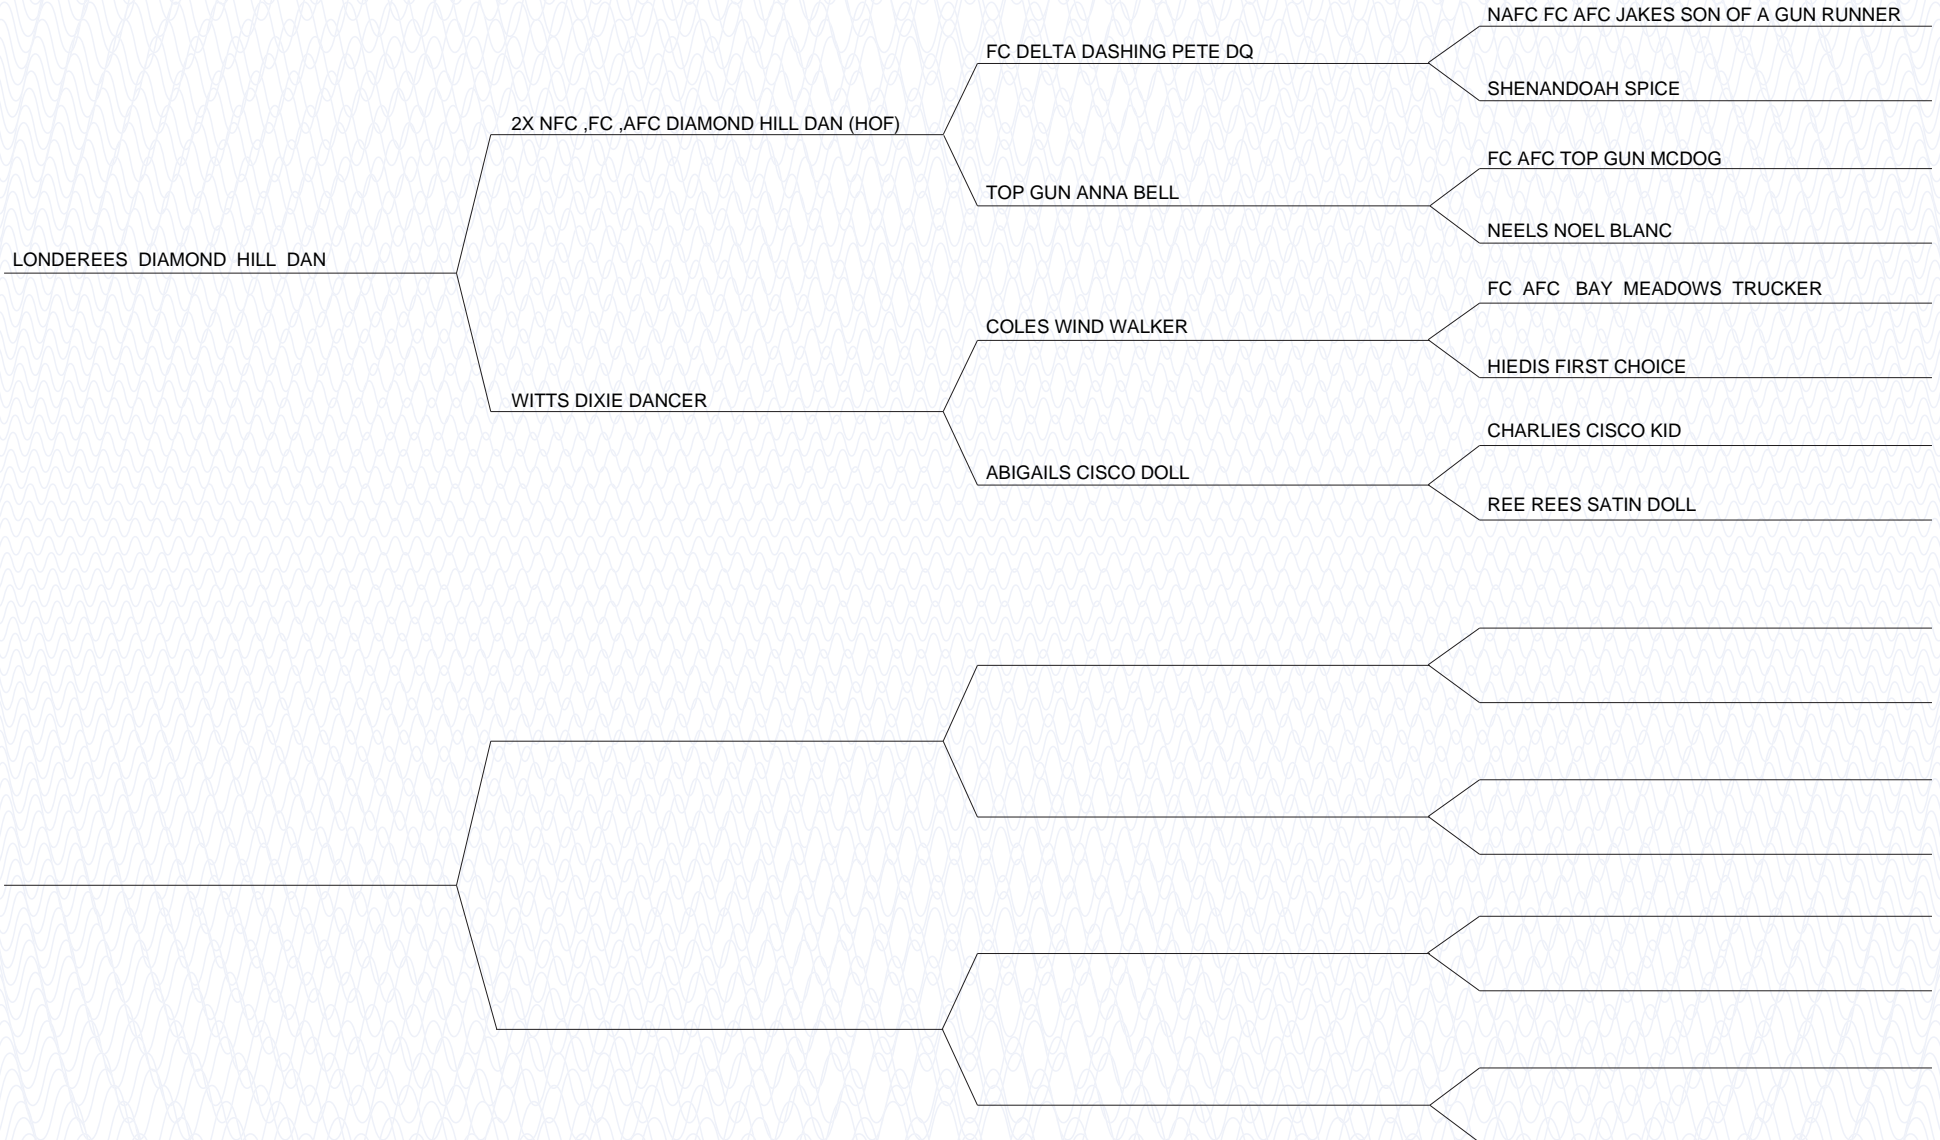 NAFC FC AFC JAKES SON OF A GUN RUNNER
FC DELTA DASHING PETE DQ
SHENANDOAH SPICE
2X NFC ,FC ,AFC DIAMOND HILL DAN (HOF)
FC AFC TOP GUN MCDOG
TOP GUN ANNA BELL
NEELS NOEL BLANC
LONDEREES DIAMOND HILL DAN
FC AFC BAY MEADOWS TRUCKER
COLES WIND WALKER
HIEDIS FIRST CHOICE
WITTS DIXIE DANCER
CHARLIES CISCO KID
ABIGAILS CISCO DOLL
REE REES SATIN DOLL